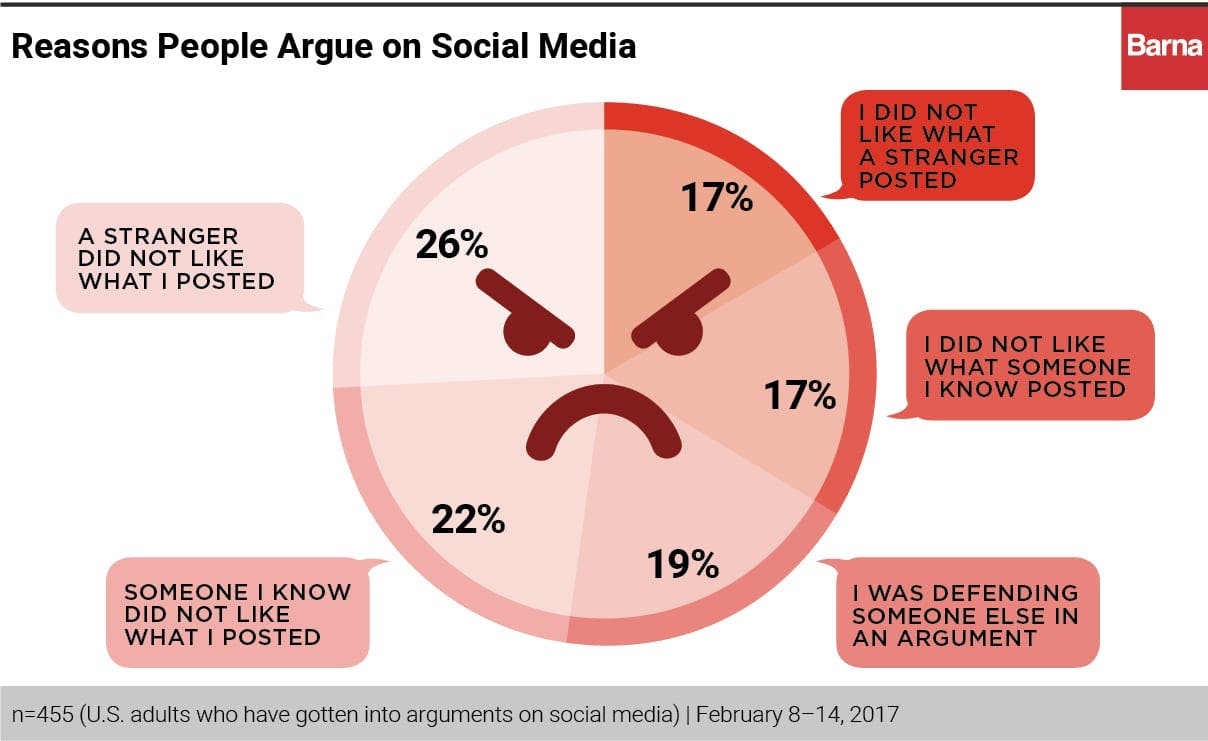 Reasons People Argue on Social Media
Barna
I DID NOT
LIKE WHAT
A STRANGER
POSTED
17%
26%
A STRANGER
DID NOT LIKE
WHAT I POSTED
I DID NOT LIKE
WHAT SOMEONE
I KNOW POSTED
17%
22%
19%
SOMEONE I KNOW
DID NOT LIKE
WHAT I POSTED
I WAS DEFENDING
SOMEONE ELSE IN
AN ARGUMENT
n=455 (U.S. adults who have gotten into arguments on social media) | February 8–14, 2017